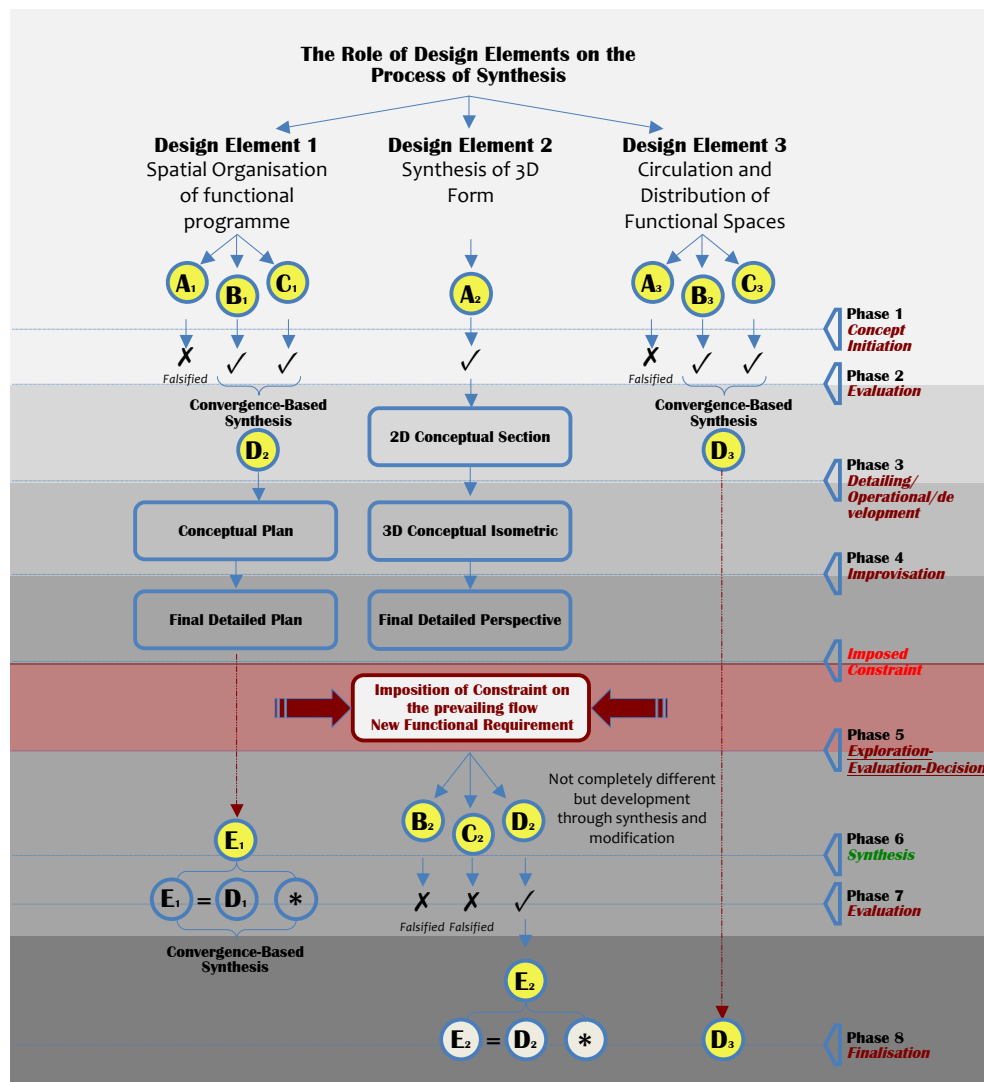 The Role of Design Elements on the
Process of Synthesis
Design Element 1
Spatial Organisation
of functional
programme
Design Element 2
Synthesis of 3D
Form
Design Element 3
Circulation and
Distribution of
Functional Spaces
A₁
B₁
C₁
A₂
A₃
B₃
C₃
Phase 1
Concept
Initiation
✗
✓
✓
✓
✗
✓
✓
Falsified
Falsified
Phase 2
Evaluation
Convergence-Based
Synthesis
D₂
2D Conceptual Section
Convergence-Based
Synthesis
D₃
Phase 3
Detailing/
Operational/de
velopment
Conceptual Plan
3D Conceptual Isometric
Phase 4
Improvisation
Final Detailed Plan
Final Detailed Perspective
Imposed
Constraint
Imposition of Constraint on
the prevailing flow
New Functional Requirement
Phase 5
Exploration-
Evaluation-Decision
Not completely different
but development
through synthesis and
modification
B₂
C₂
D₂
E₁
Phase 6
Synthesis
E₁ = D₁ *
✗
✗
✓
Phase 7
Evaluation
Falsified
Falsified
Convergence-Based
Synthesis
E₂
E₂ = D₂ *
D₃
Phase 8
Finalisation